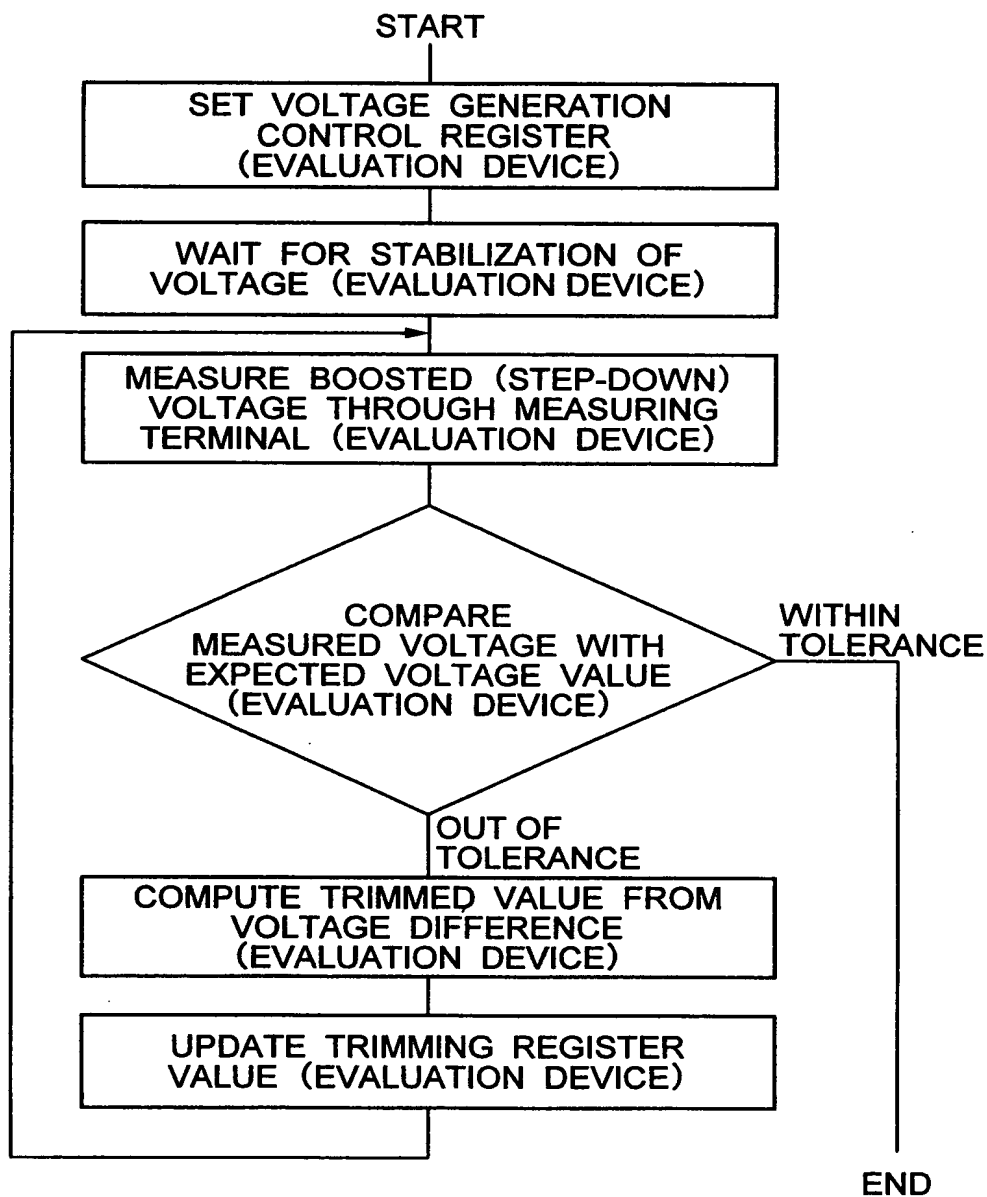 START
SET VOLTAGE GENERATION
CONTROL REGISTER
(EVALUATION DEVICE)
WAIT FOR STABILIZATION OF
VOLTAGE (EVALUATION DEVICE)
MEASURE BOOSTED (STEP-DOWN)
VOLTAGE THROUGH MEASURING
TERMINAL (EVALUATION DEVICE)
COMPARE
MEASURED VOLTAGE WITH
EXPECTED VOLTAGE VALUE
(EVALUATION DEVICE)
WITHIN
TOLERANCE
OUT OF
TOLERANCE
COMPUTE TRIMMED VALUE FROM
VOLTAGE DIFFERENCE
(EVALUATION DEVICE)
UPDATE TRIMMING REGISTER
VALUE (EVALUATION DEVICE)
END